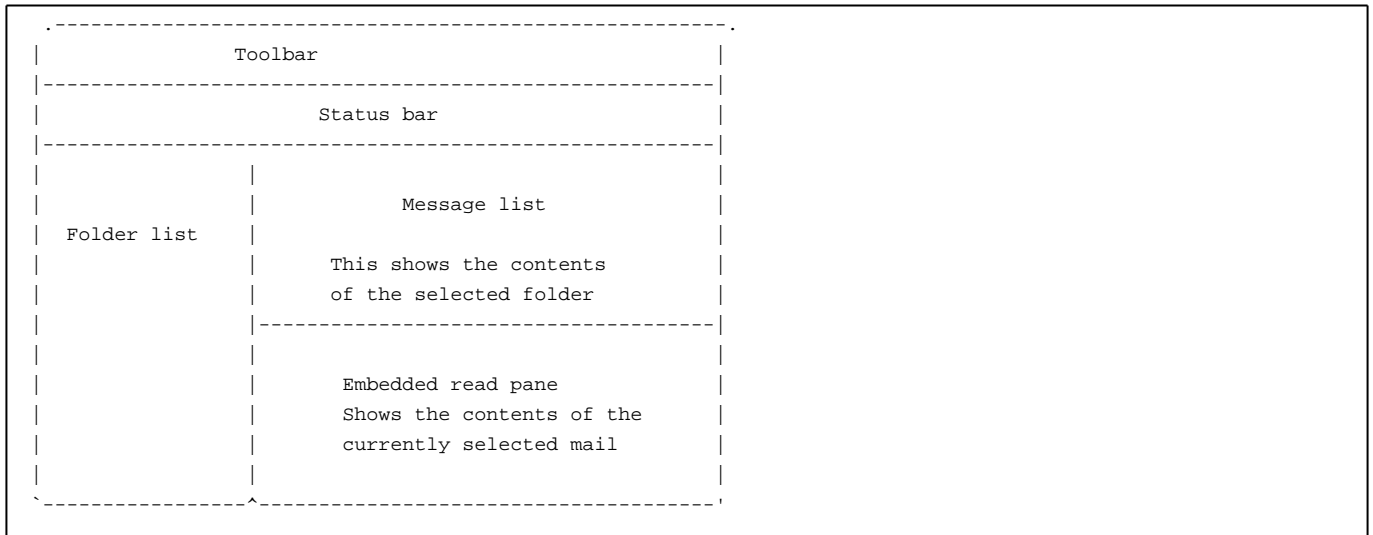 Toolbar
Status bar
Message list
Folder list
This shows the contents
of the selected folder
Embedded read pane
Shows the contents of the
currently selected mail